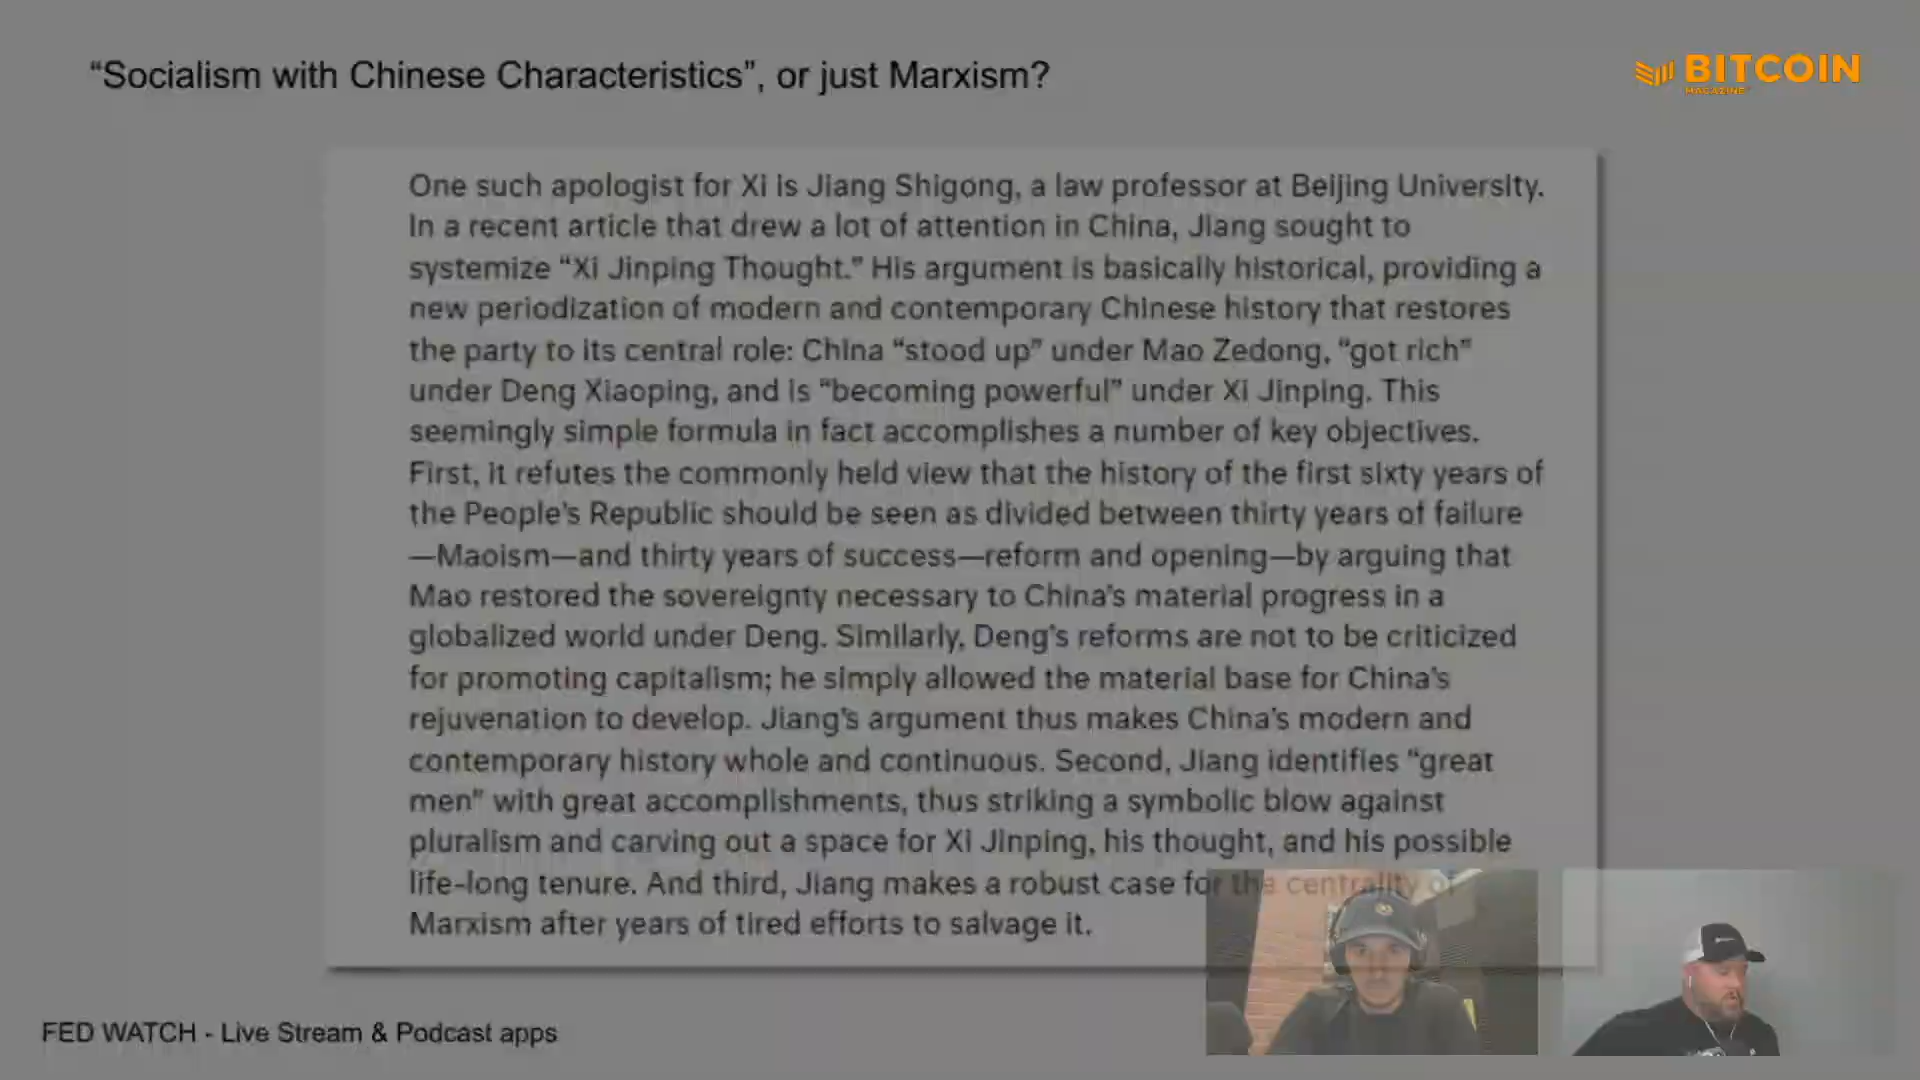 “Socialism with Chinese Characteristics”, or just Marxism?
BITCOIN
MAGAZINE
One such apologist for Xi is Jiang Shigong, a law professor at Beijing University.
In a recent article that drew a lot of attention in China, Jiang sought to
systemize “Xi Jinping Thought.” His argument is basically historical, providing a
new periodization of modern and contemporary Chinese history that restores
the party to its central role: China “stood up” under Mao Zedong, “got rich”
under Deng Xiaoping, and is “becoming powerful” under Xi Jinping. This
seemingly simple formula in fact accomplishes a number of key objectives.
First, it refutes the commonly held view that the history of the first sixty years of
the People’s Republic should be seen as divided between thirty years of failure
—Maoism—and thirty years of success—reform and opening—by arguing that
Mao restored the sovereignty necessary to China’s material progress in a
globalized world under Deng. Similarly, Deng’s reforms are not to be criticized
for promoting capitalism; he simply allowed the material base for China’s
rejuvenation to develop. Jiang’s argument thus makes China’s modern and
contemporary history whole and continuous. Second, Jiang identifies “great
men” with great accomplishments, thus striking a symbolic blow against
pluralism and carving out a space for Xi Jinping, his thought, and his possible
life-long tenure. And third, Jiang makes a robust case for the centrality of
Marxism after years of tired efforts to salvage it.
FED WATCH - Live Stream & Podcast apps